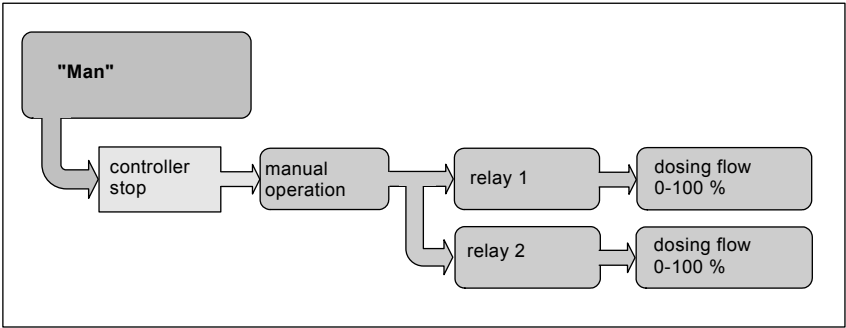 "Man"
controller
stop
manual
operation
relay 1
dosing flow
0-100 %
relay 2
dosing flow
0-100 %